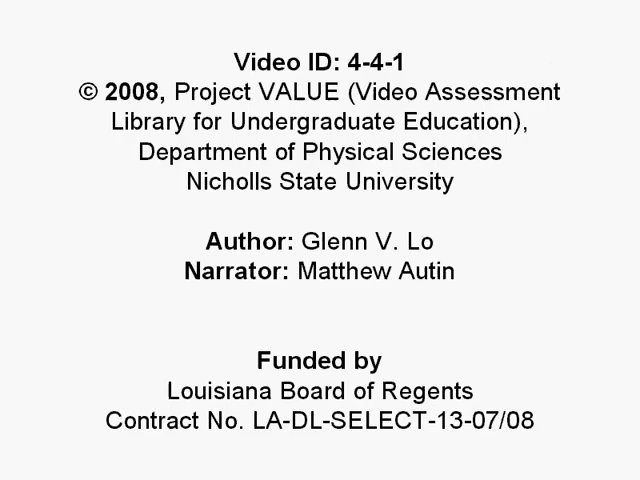 Video ID: 4-4-1
© 2008, Project VALUE (Video Assessment
Library for Undergraduate Education),
Department of Physical Sciences
Nicholls State University
Author: Glenn V. Lo
Narrator: Matthew Autin
Funded by
Louisiana Board of Regents
Contract No. LA-DL-SELECT-13-07/08